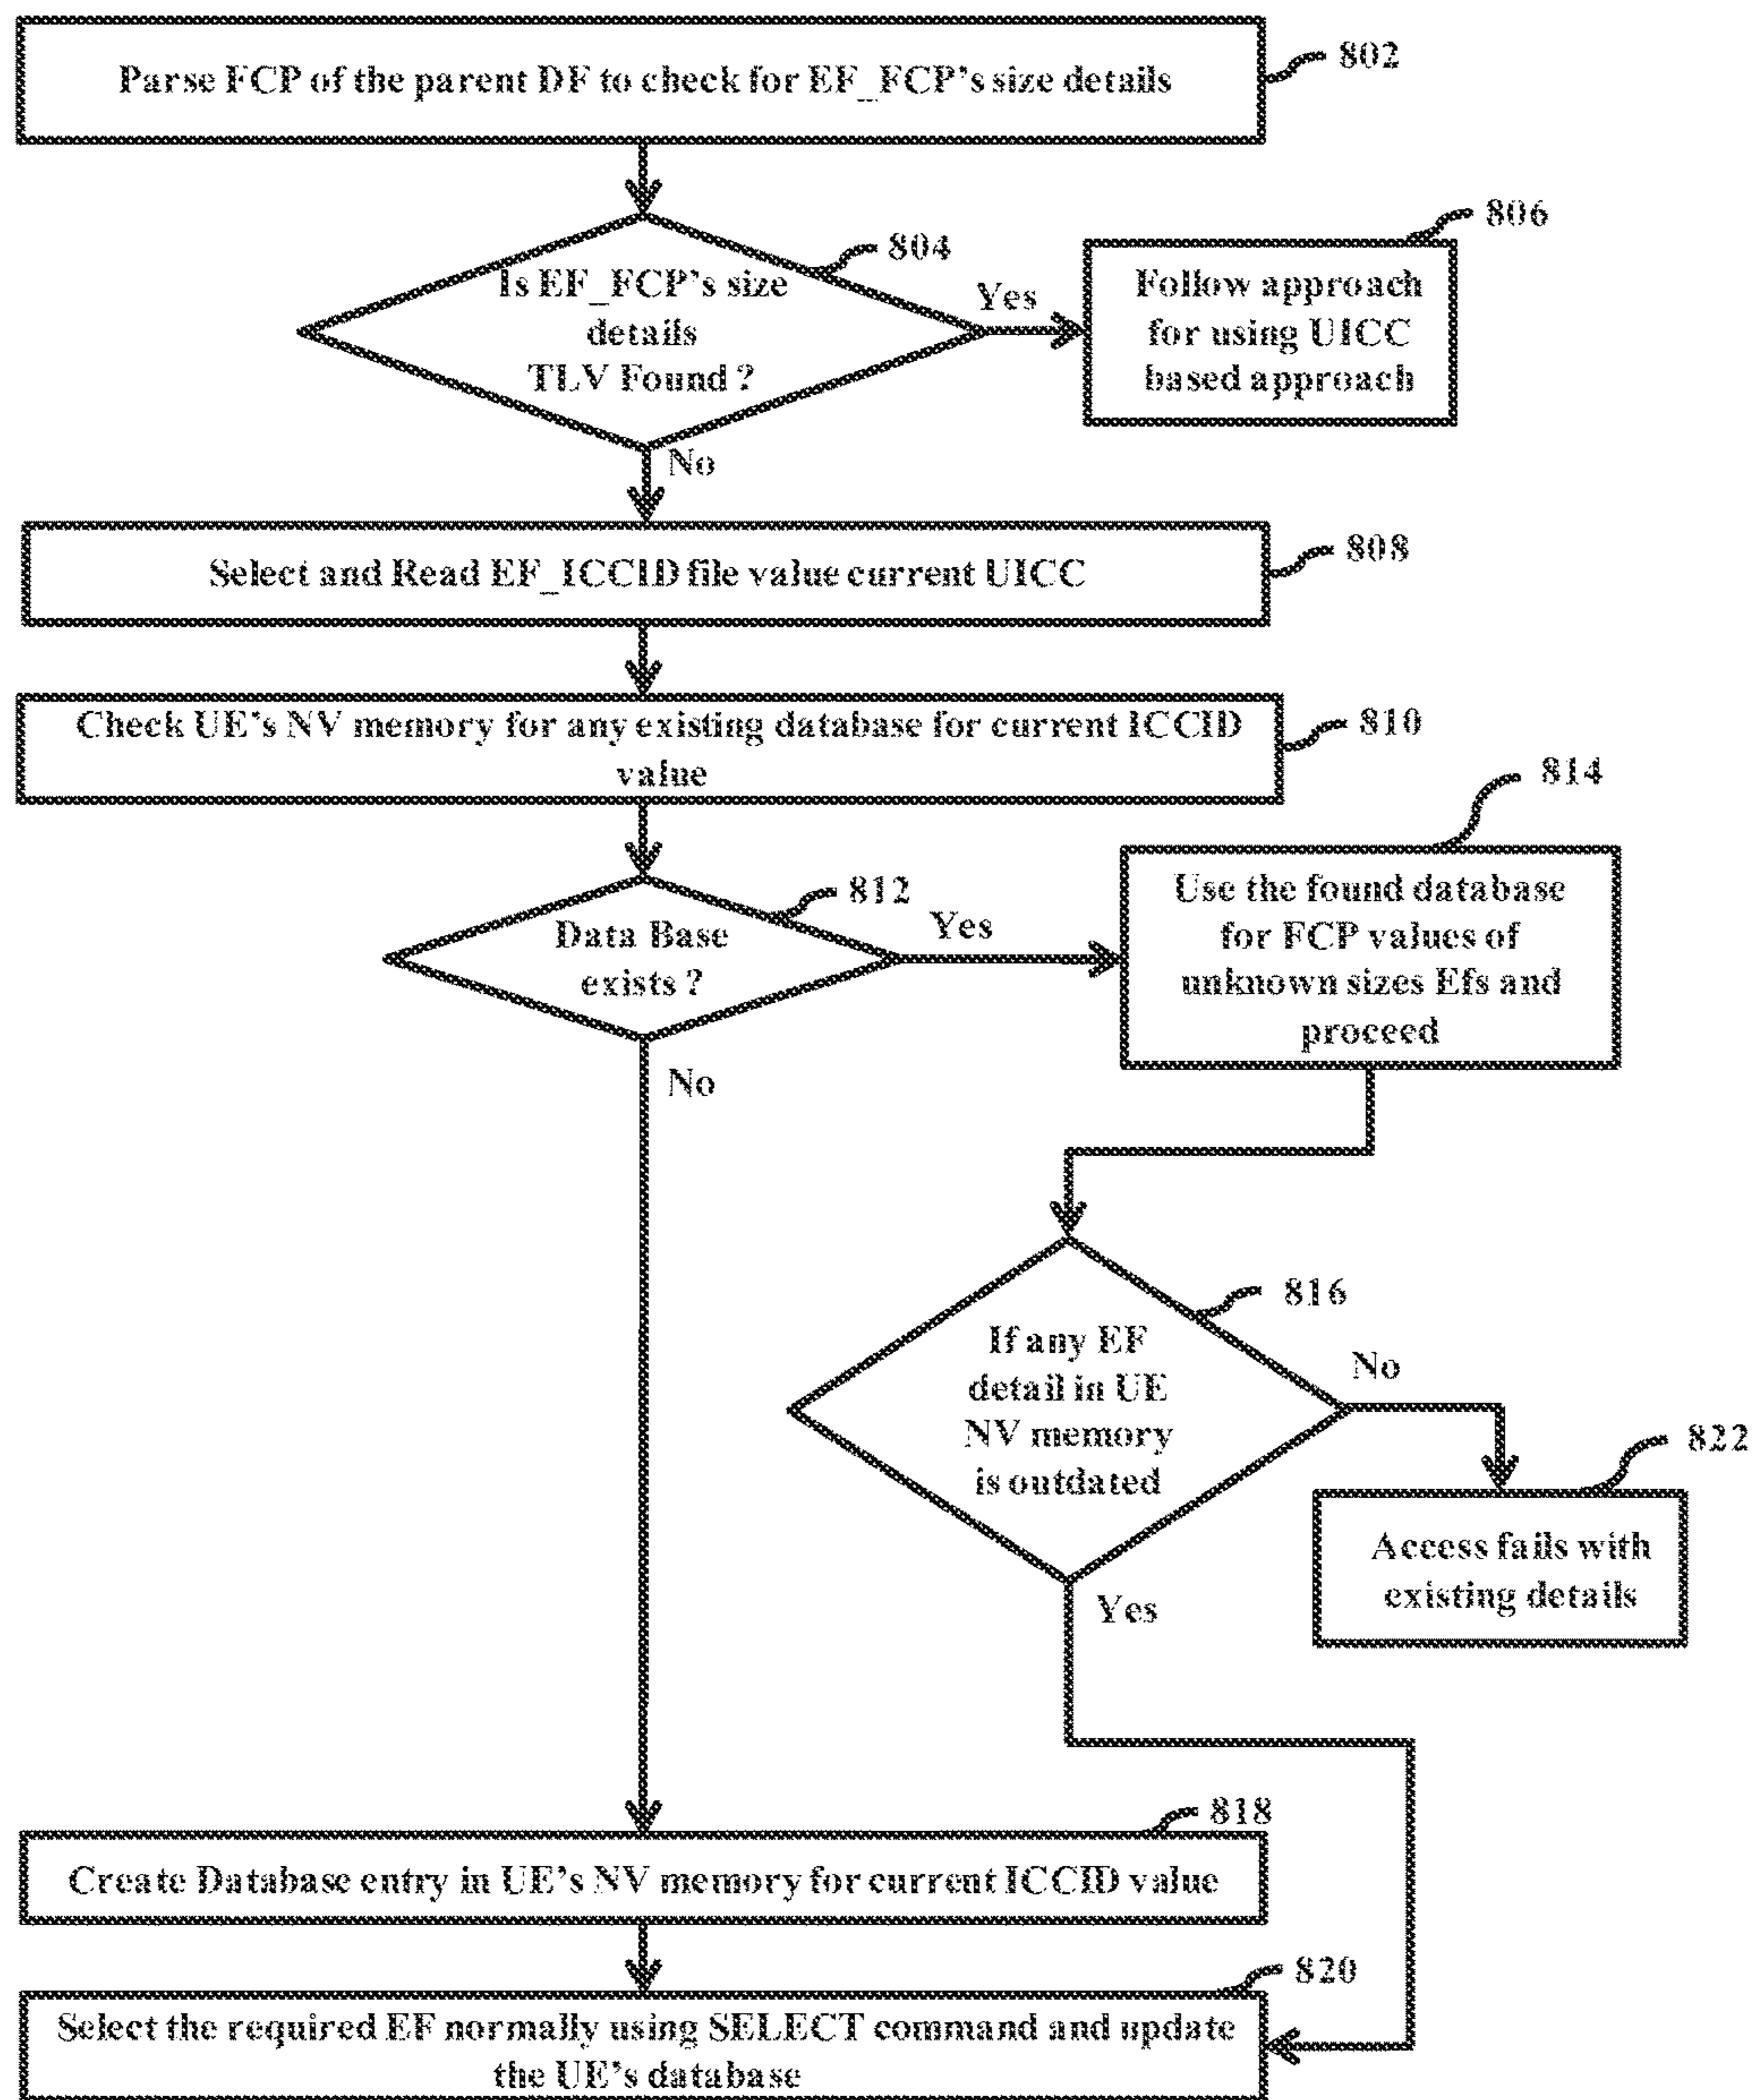 Parse FCP of the parent DF to check for EF_FCP's size details
802
Is EF_FCP's size
details
TLV Found ?
804
Yes
806
Follow approach
for using UICC
based approach
No
Select and Read EF_ICCID file value current UICC
808
Check UE's NV memory for any existing database for current ICCID
value
810
Data Base
exists ?
812
Yes
814
Use the found database
for FCP values of
unknown sizes Efs and
proceed
No
If any EF
detail in UE
NV memory
is outdated
816
No
822
Access fails with
existing details
Yes
818
Create Database entry in UE's NV memory for current ICCID value
820
Select the required EF normally using SELECT command and update
the UE's database